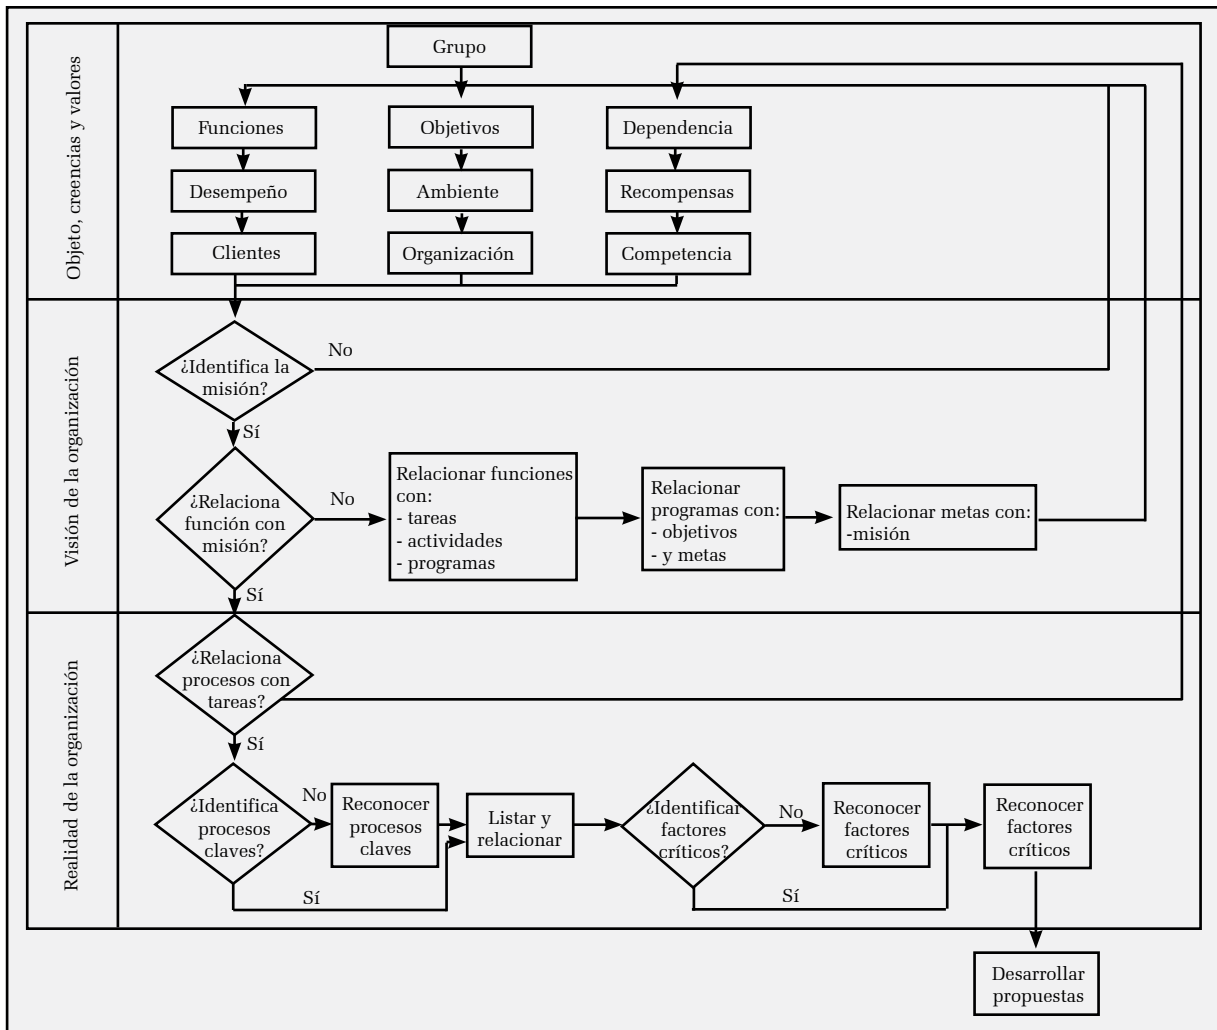 Objeto, creencias y valores
Grupo
Funciones
Objetivos
Dependencia
Desempeño
Ambiente
Recompensas
Clientes
Organización
Competencia
Visión de la organización
¿Identifica la
misión?
No
Sí
¿Relaciona
función con
misión?
No
Relacionar funciones
con:
- tareas
- actividades
- programas
Relacionar
programas con:
- objetivos
- y metas
Relacionar metas con:
-misión
Sí
Realidad de la organización
¿Relaciona
procesos con
tareas?
Sí
¿Identifica
procesos
claves?
No
Reconocer
procesos
claves
Listar y
relacionar
¿Identificar
factores
críticos?
No
Reconocer
factores
críticos
Reconocer
factores
críticos
Sí
Sí
Desarrollar
propuestas